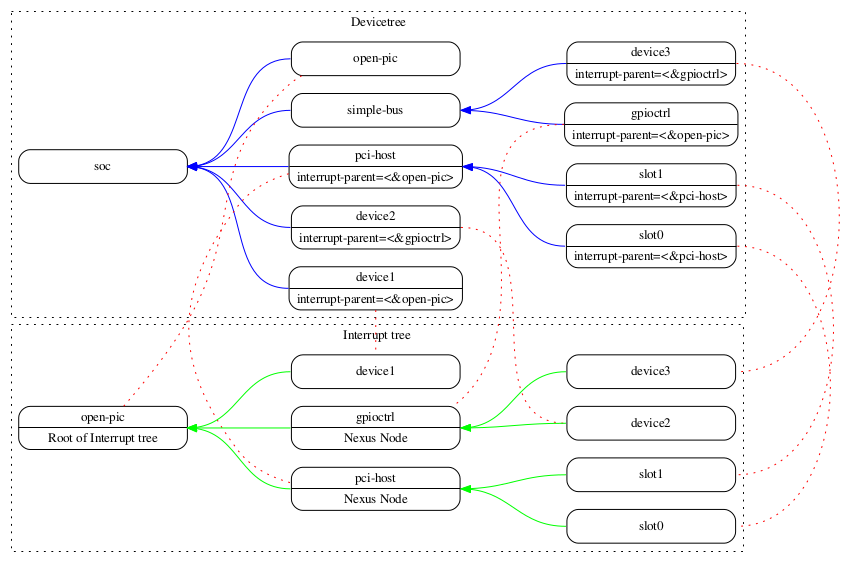 Devicetree
open-pic
simple-bus
soc
pci-host
interrupt-parent=<&open-pic>
device2
interrupt-parent=<&gpioctrl>
device1
interrupt-parent=<&open-pic>
device3
interrupt-parent=<&gpioctrl>
gpioctrl
interrupt-parent=<&open-pic>
slot1
interrupt-parent=<&pci-host>
slot0
interrupt-parent=<&pci-host>
Interrupt tree
open-pic
Root of Interrupt tree
device1
gpioctrl
Nexus Node
pci-host
Nexus Node
device3
device2
slot1
slot0